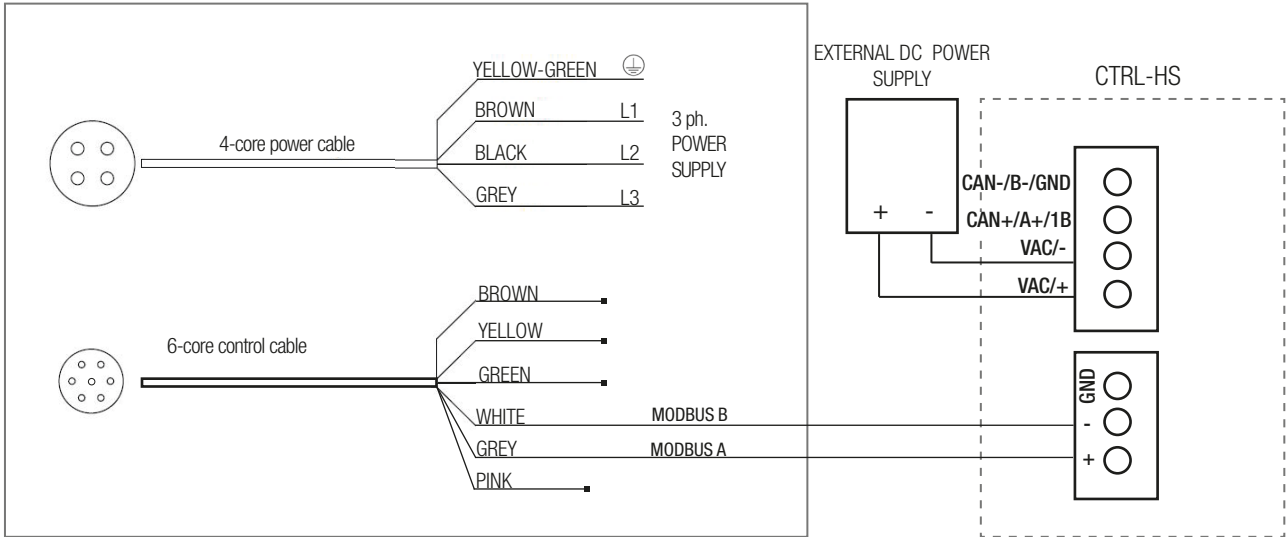 4-core power cable
YELLOW-GREEN
BROWN L1
BLACK L2
GREY L3
3 ph.
POWER
SUPPLY
6-core control cable
BROWN
YELLOW
GREEN
WHITE MODBUS B
GREY MODBUS A
PINK
EXTERNAL DC POWER
SUPPLY
+ -
CTRL-HS
CAN-/B-/GND
CAN+/A+/1B
VAC/-
VAC/+
GND
-
+